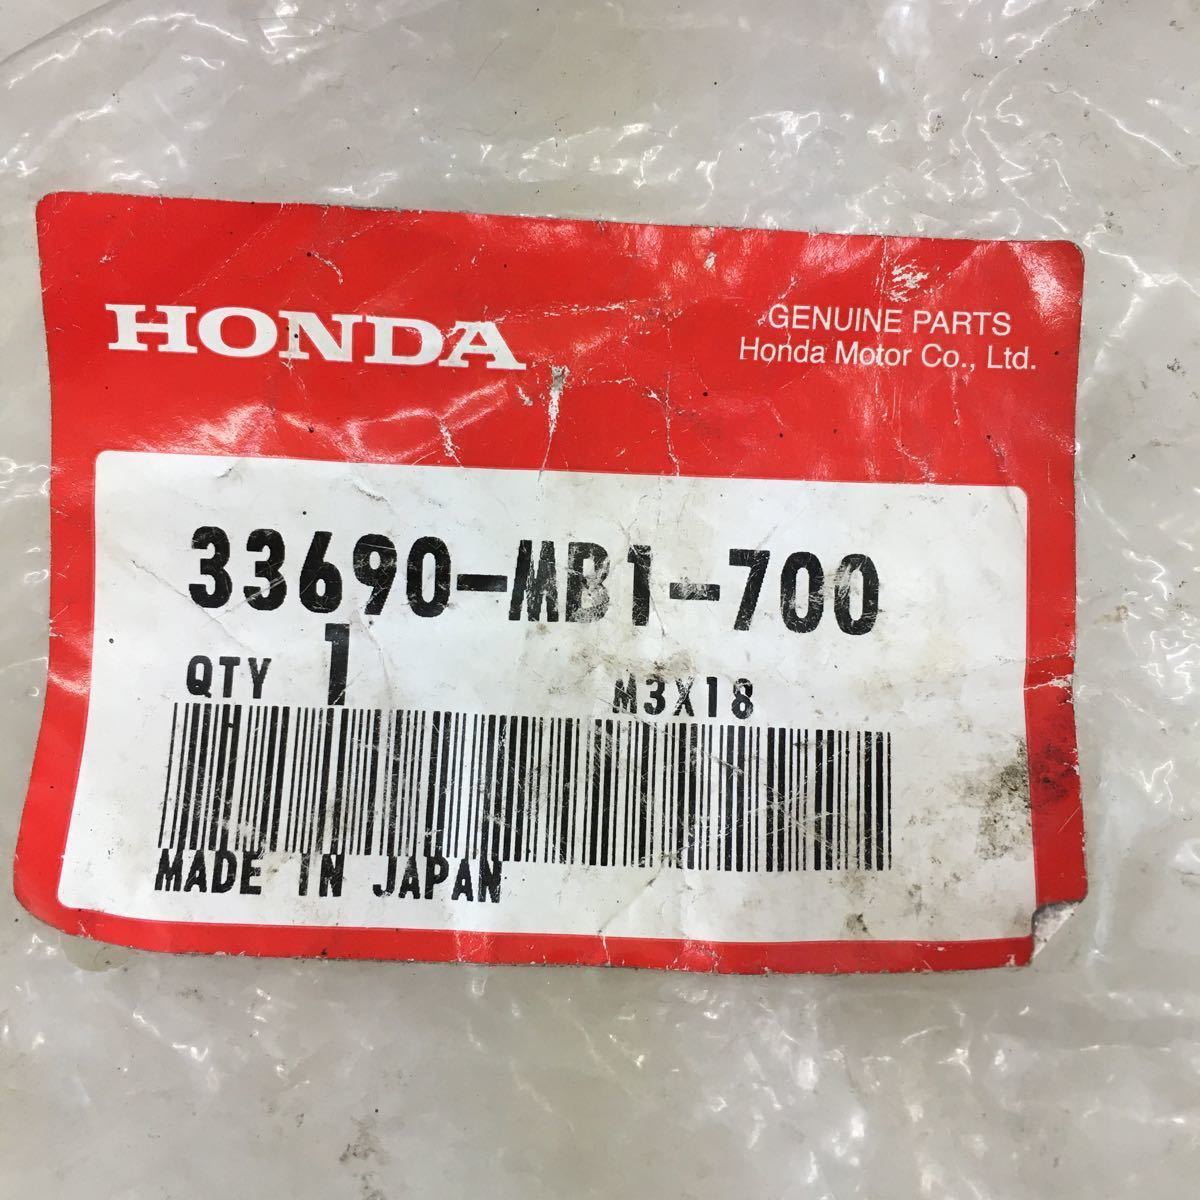 HONDA
GENUINE PARTS
Honda Motor Co., Ltd.
33690-MB1-700
QTY 1 M3X18
H
MADE IN JAPAN